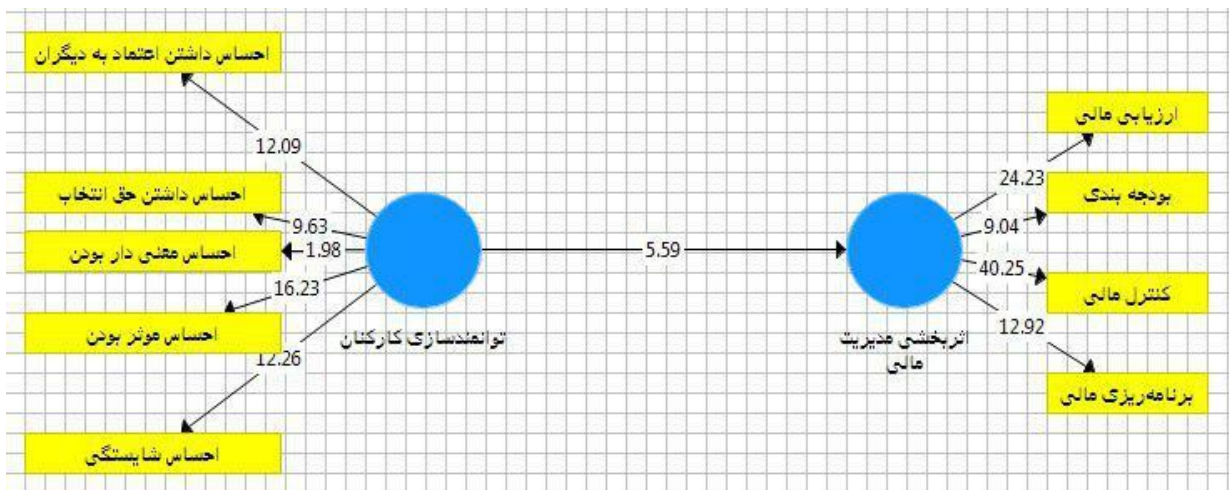 احساس داشتن اعتماد به دیگران
12.09
احساس داشتن حق انتخاب
9.63
احساس معنی دار بودن
1.98
16.23
احساس موثر بودن
12.26
احساس شایستگی
توانمندسازی کارکنان
5.59
اثربخشی مدیریت
مالی
ارزیابی مالی
24.23
بودجه بندی
9.04
40.25
کنترل مالی
12.92
برنامه‌ریزی مالی